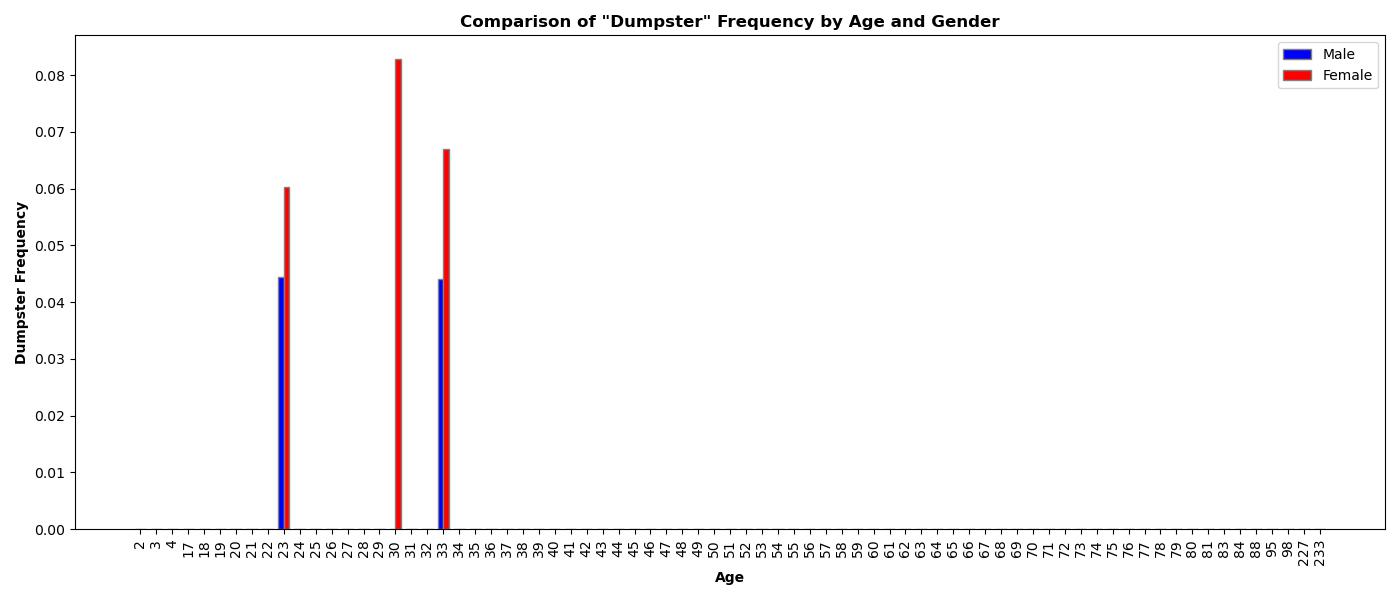 Comparison of "Dumpster" Frequency by Age and Gender
Male
Female
Dumpster Frequency
0.08
0.07
0.06
0.05
0.04
0.03
0.02
0.01
0.00
2 3 4 17 18 19 20 21 22 23 24 25 26 27 28 29 30 31 32 33 34 35 36 37 38 39 40 41 42 43 44 45 46 47 48 49 50 51 52 53 54 55 56 57 58 59 60 61 62 63 64 65 66 67 68 69 70 71 72 73 74 75 76 77 78 79 80 81 83 84 88 95 98 227 233
Age